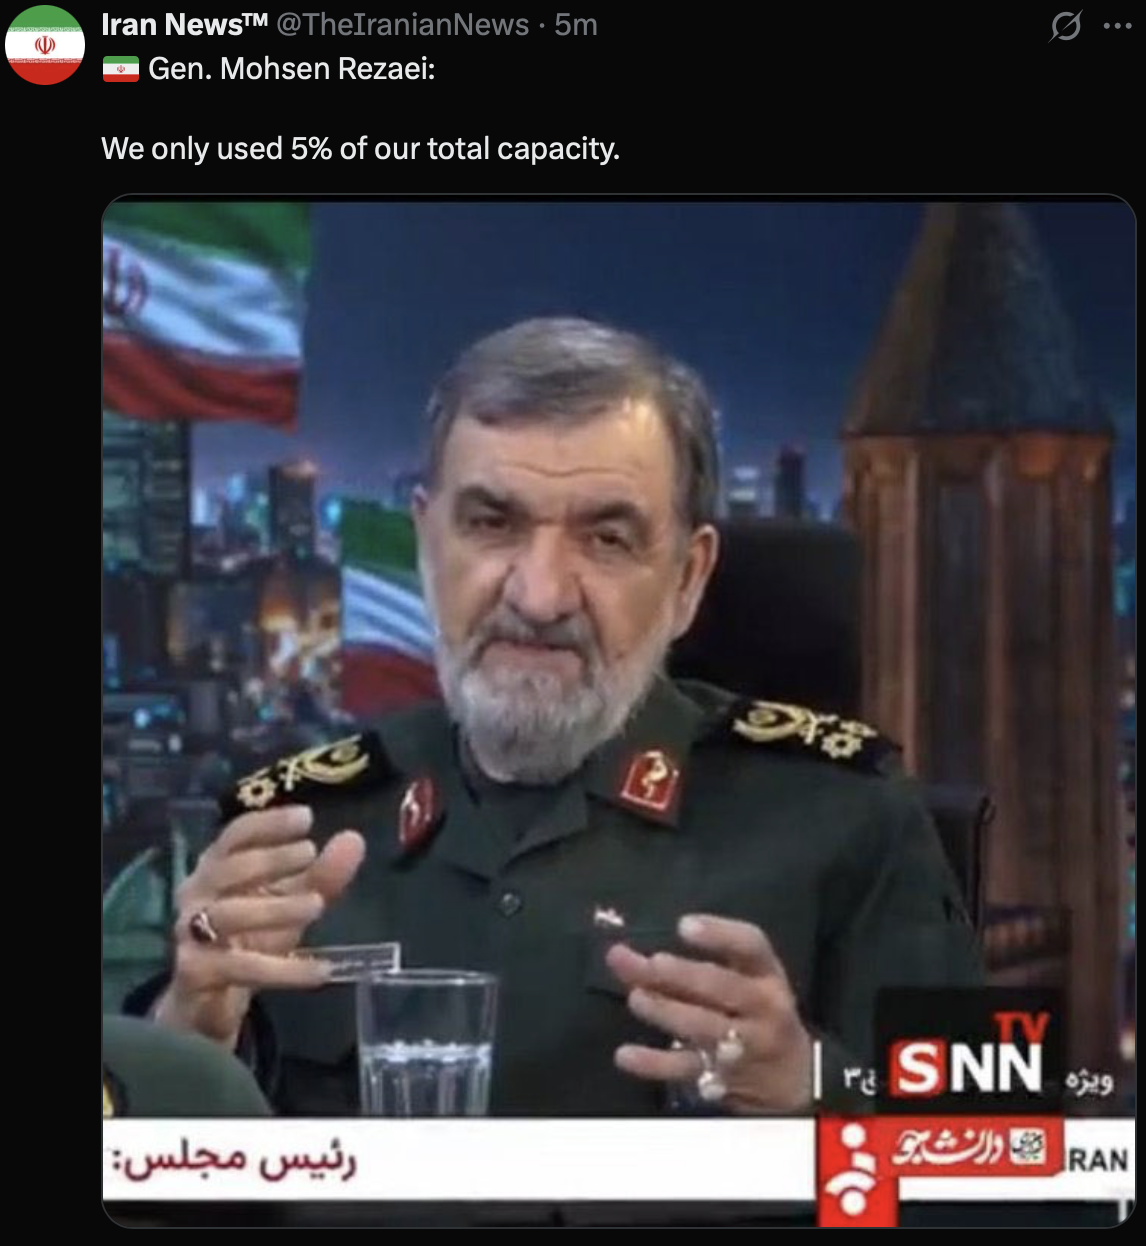 Iran News™ @TheIranianNews · 5m
🇮🇷 Gen. Mohsen Rezaei:
We only used 5% of our total capacity.
TV
SNN
ویژه
رئیس مجلس:
دانشجو
IRAN